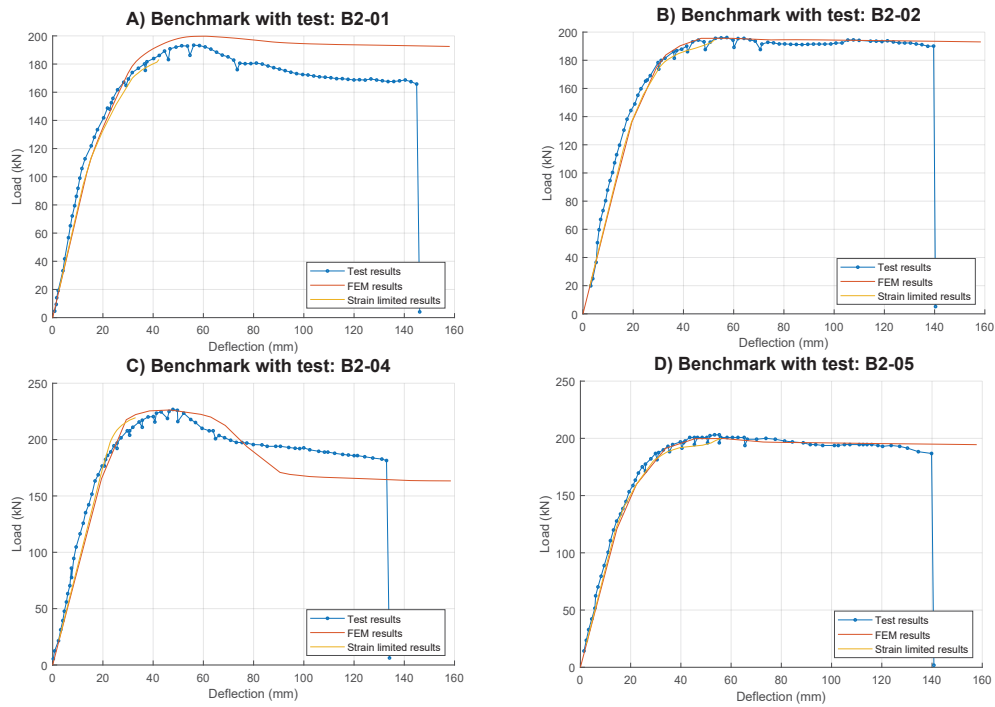 A) Benchmark with test: B2-01
200
180
160
140
120
100
80
60
40
20
0
Load (kN)
0 20 40 60 80 100 120 140 160
Deflection (mm)
Test results
FEM results
Strain limited results
B) Benchmark with test: B2-02
200
180
160
140
120
100
80
60
40
20
0
Load (kN)
0 20 40 60 80 100 120 140 160
Deflection (mm)
Test results
FEM results
Strain limited results
C) Benchmark with test: B2-04
250
200
150
100
50
0
Load (kN)
0 20 40 60 80 100 120 140 160
Deflection (mm)
Test results
FEM results
Strain limited results
D) Benchmark with test: B2-05
250
200
150
100
50
0
Load (kN)
0 20 40 60 80 100 120 140 160
Deflection (mm)
Test results
FEM results
Strain limited results